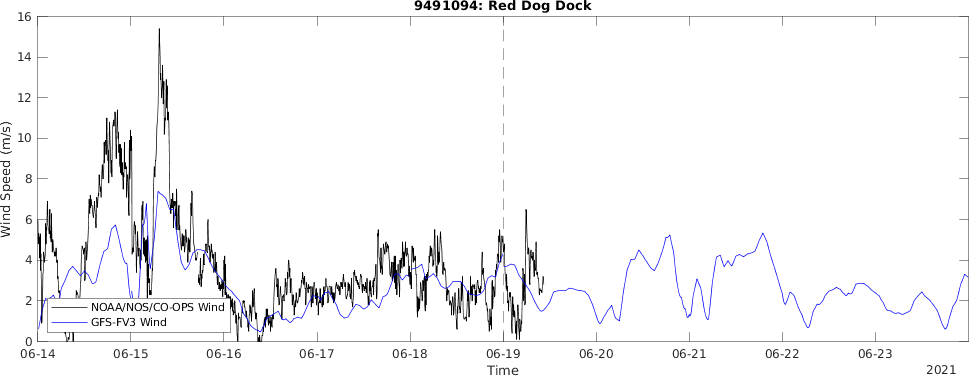 9491094: Red Dog Dock
16
14
12
10
8
6
4
2
0
Wind Speed (m/s)
NOAA/NOS/CO-OPS Wind
GFS-FV3 Wind
06-14 06-15 06-16 06-17 06-18 06-19 06-20 06-21 06-22 06-23
Time
2021